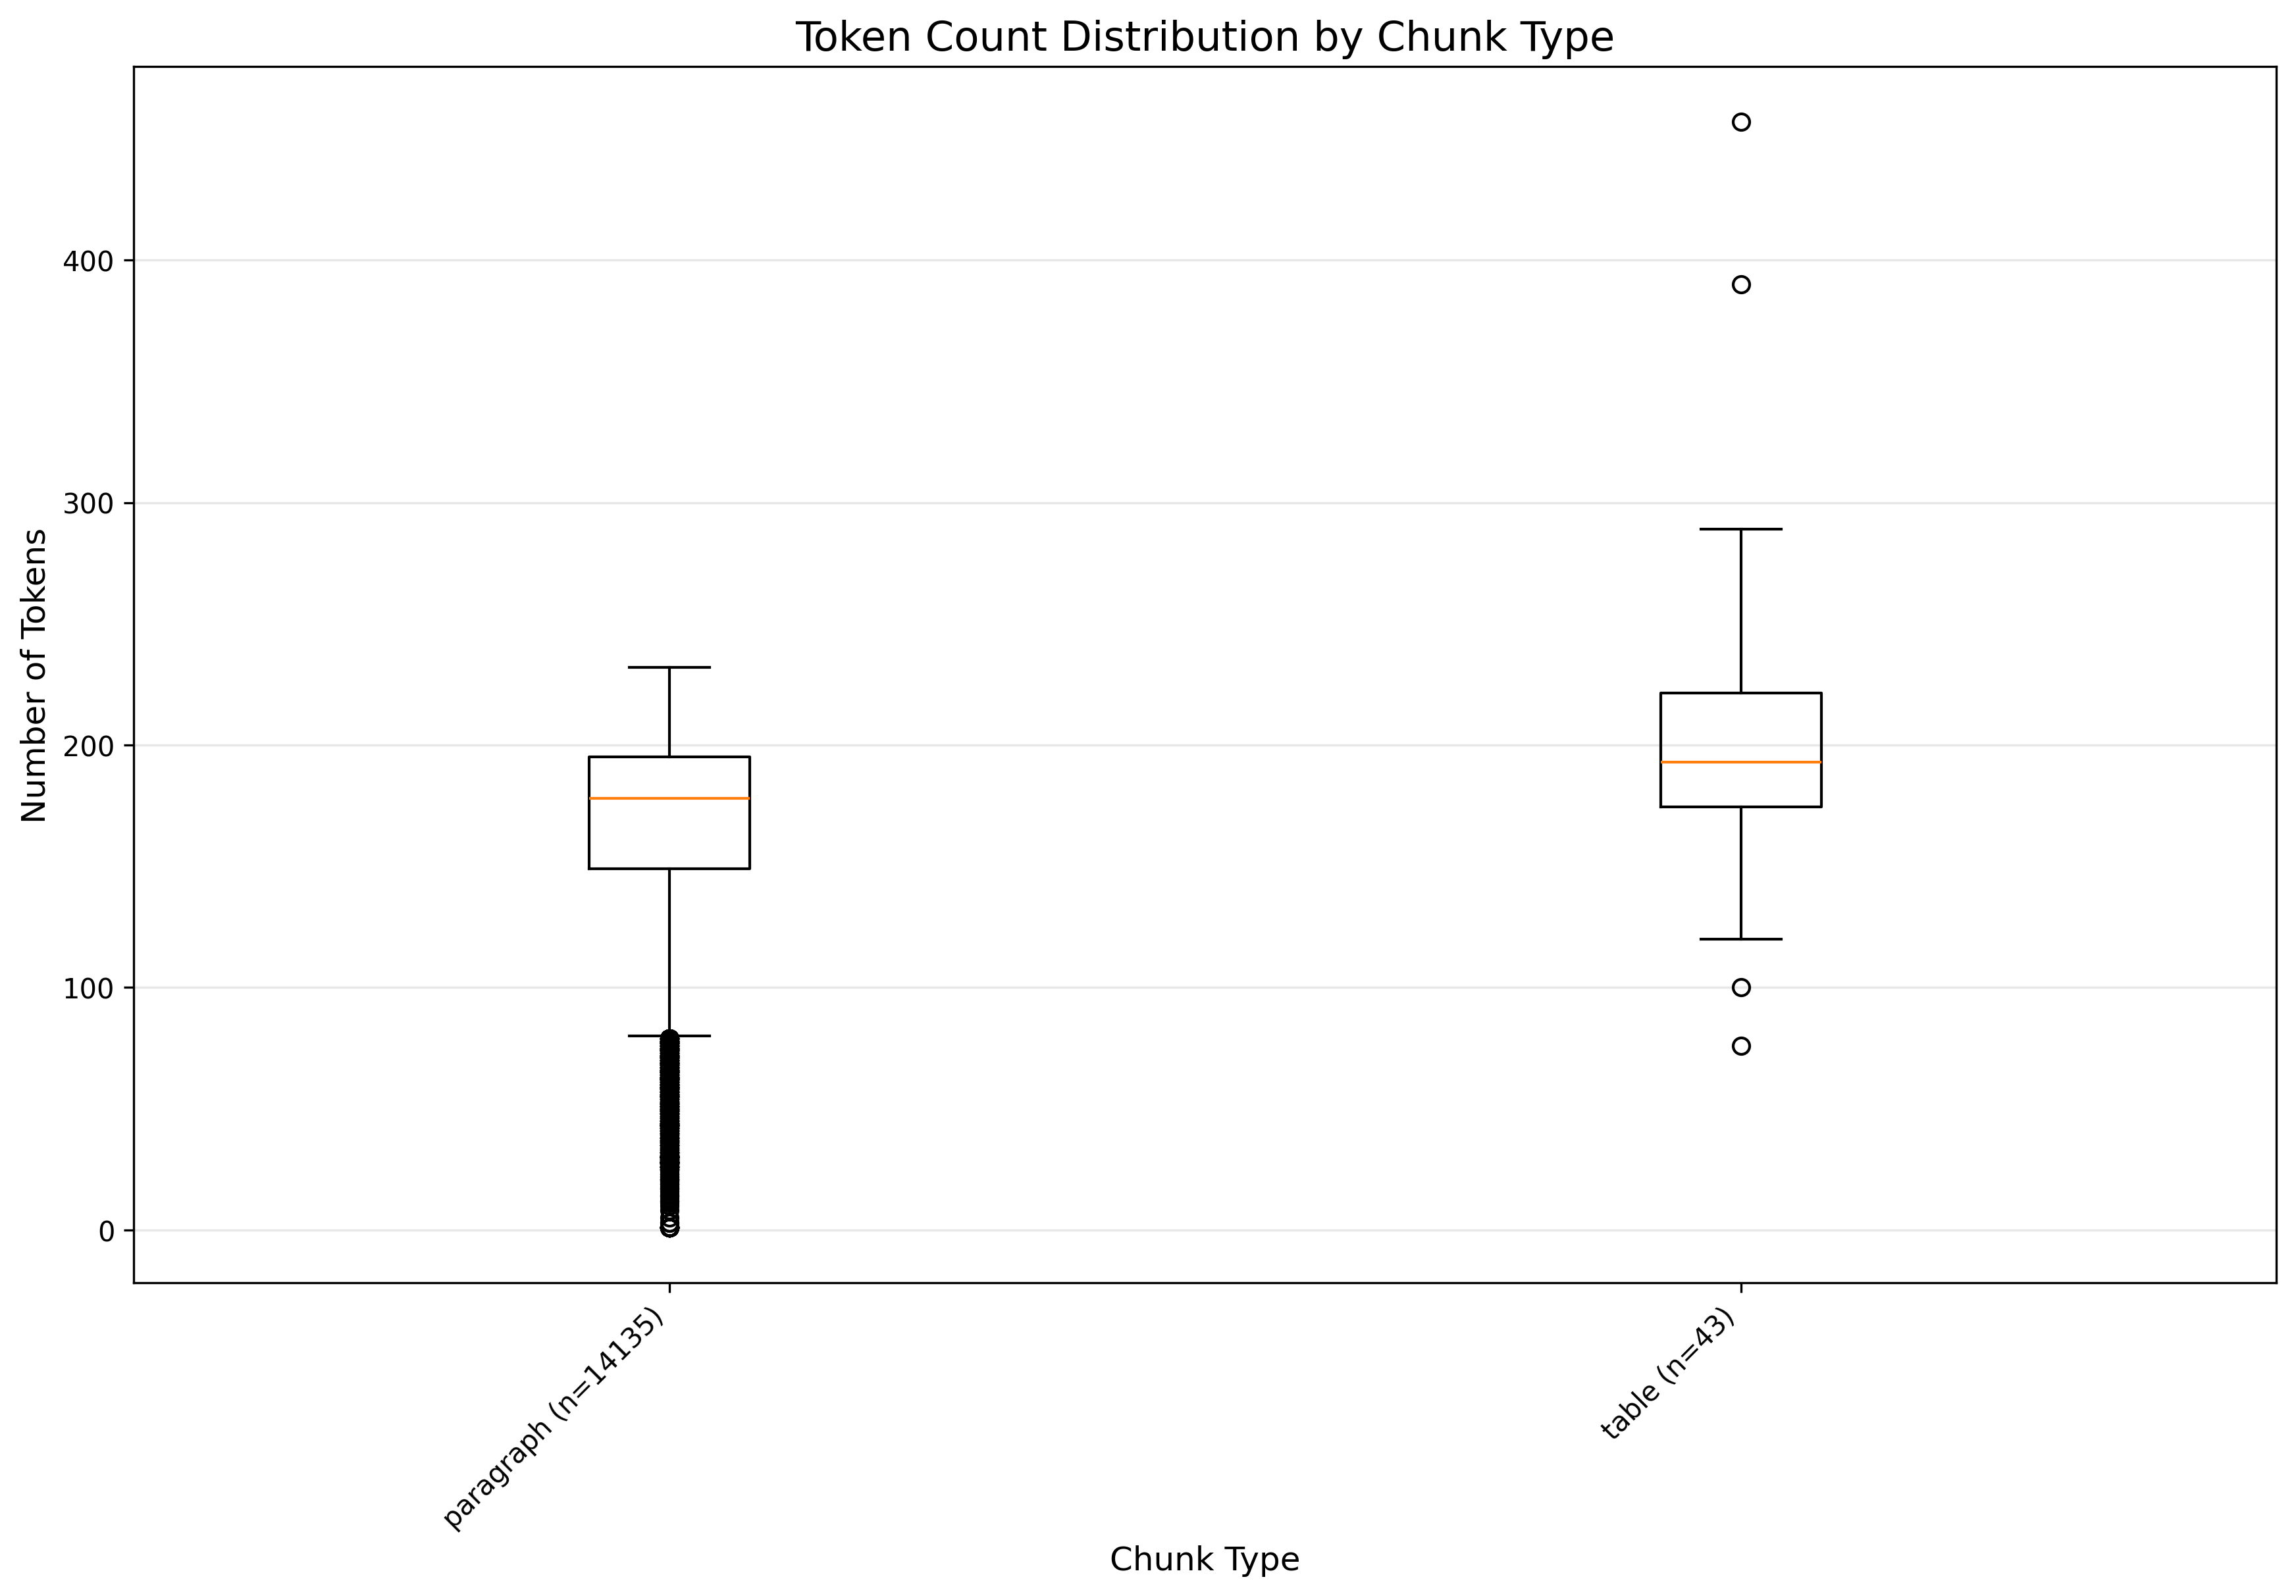 Token Count Distribution by Chunk Type
Number of Tokens
400
300
200
100
0
paragraph (n=14135)
table (n=43)
Chunk Type